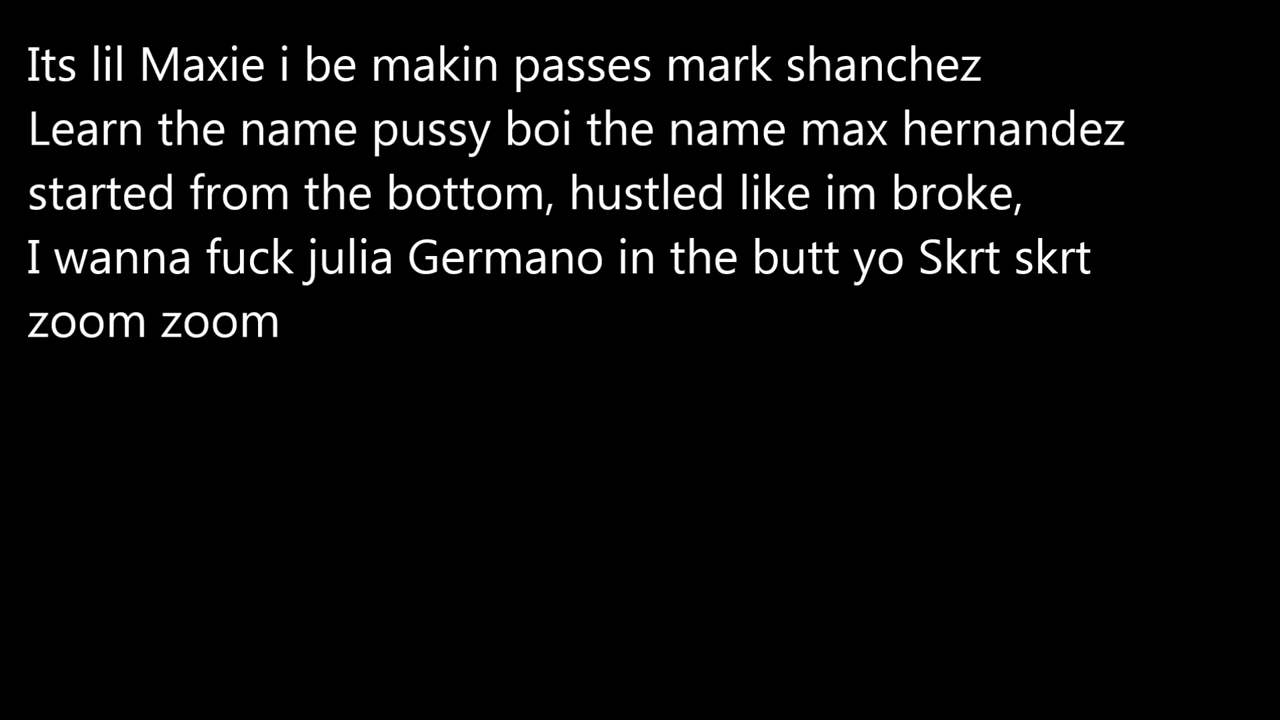 Its lil Maxie i be makin passes mark shanchez
Learn the name pussy boi the name max hernandez
started from the bottom, hustled like im broke,
I wanna fuck julia Germano in the butt yo Skrt skrt
zoom zoom